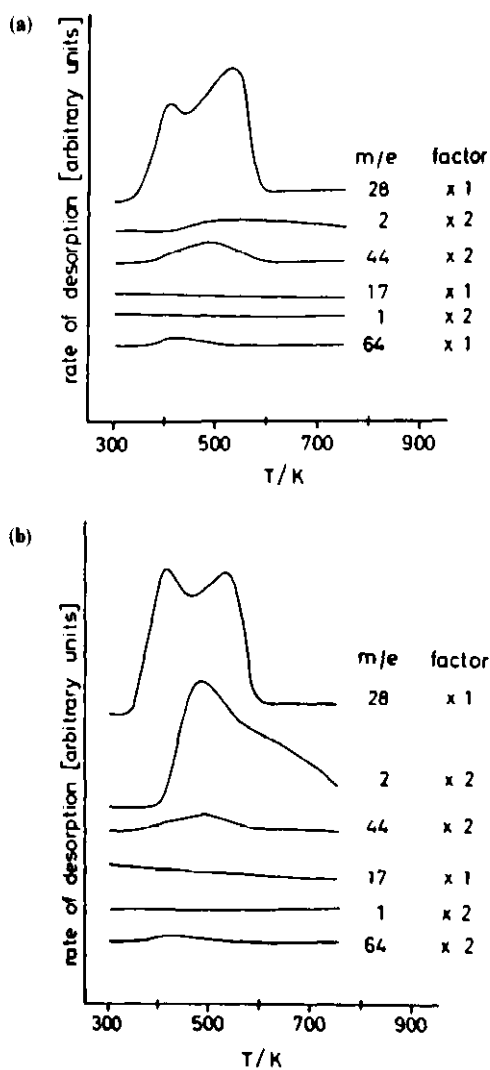 (a)
rate of desorption [arbitrary units]
m/e factor
28 x 1
2 x 2
44 x 2
17 x 1
1 x 2
64 x 1
300 500 700 900
T/K
(b)
rate of desorption [arbitrary units]
m/e factor
28 x 1
2 x 2
44 x 2
17 x 1
1 x 2
64 x 2
300 500 700 900
T/K